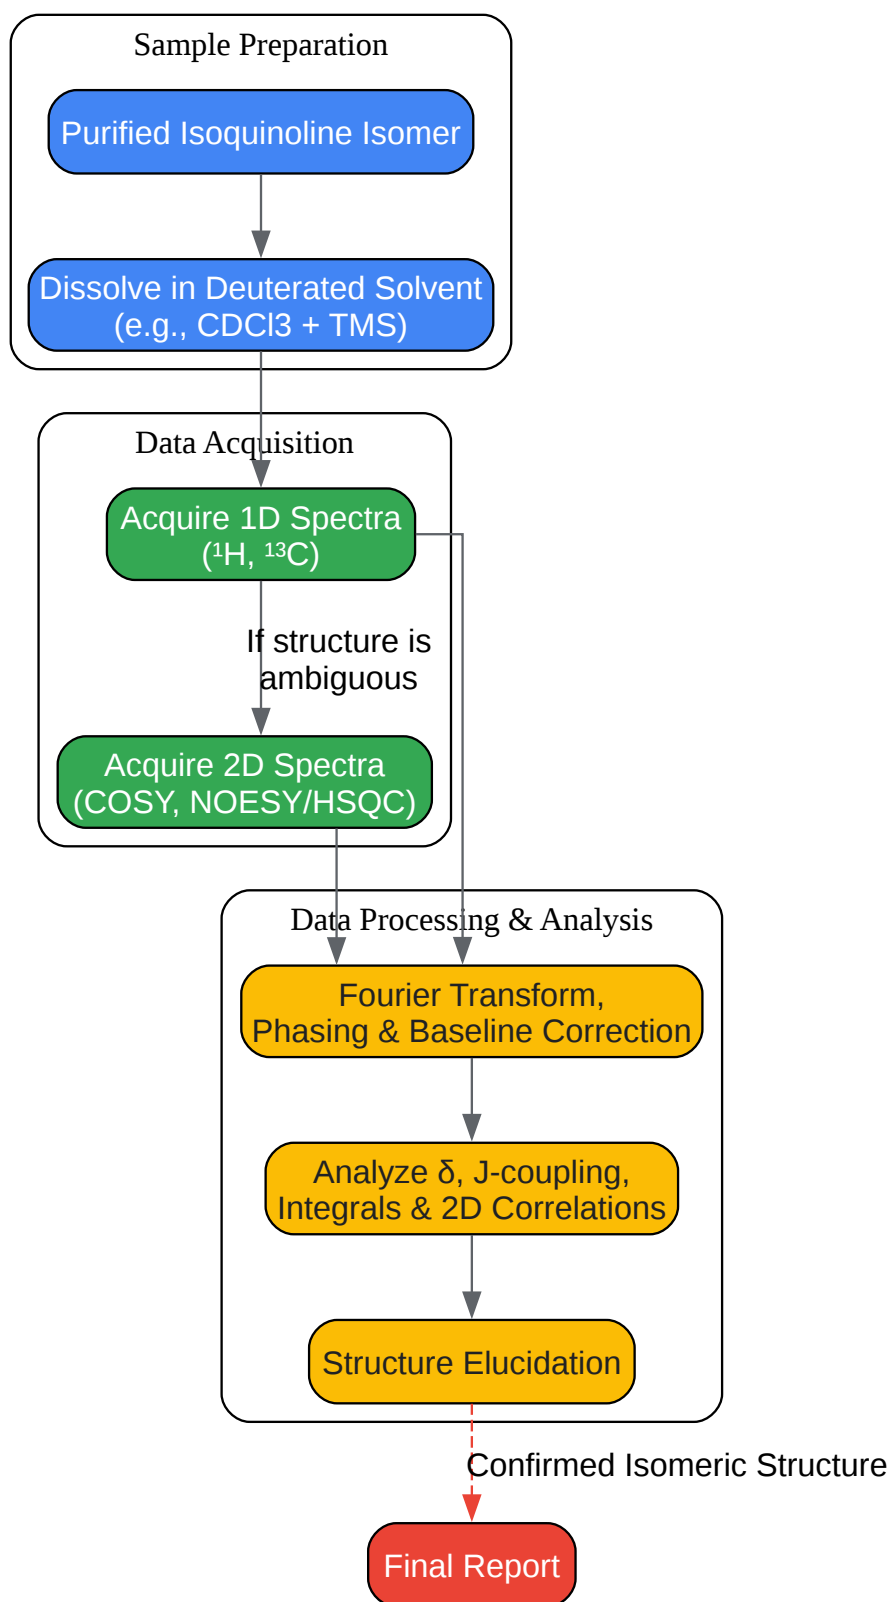 Sample Preparation
Purified Isoquinoline Isomer
Dissolve in Deuterated Solvent
(e.g., CDCl3 + TMS)
Data Acquisition
Acquire 1D Spectra
(¹H, ¹³C)
If structure is
ambiguous
Acquire 2D Spectra
(COSY, NOESY/HSQC)
Data Processing & Analysis
Fourier Transform,
Phasing & Baseline Correction
Analyze δ, J-coupling,
Integrals & 2D Correlations
Structure Elucidation
Confirmed Isomeric Structure
Final Report